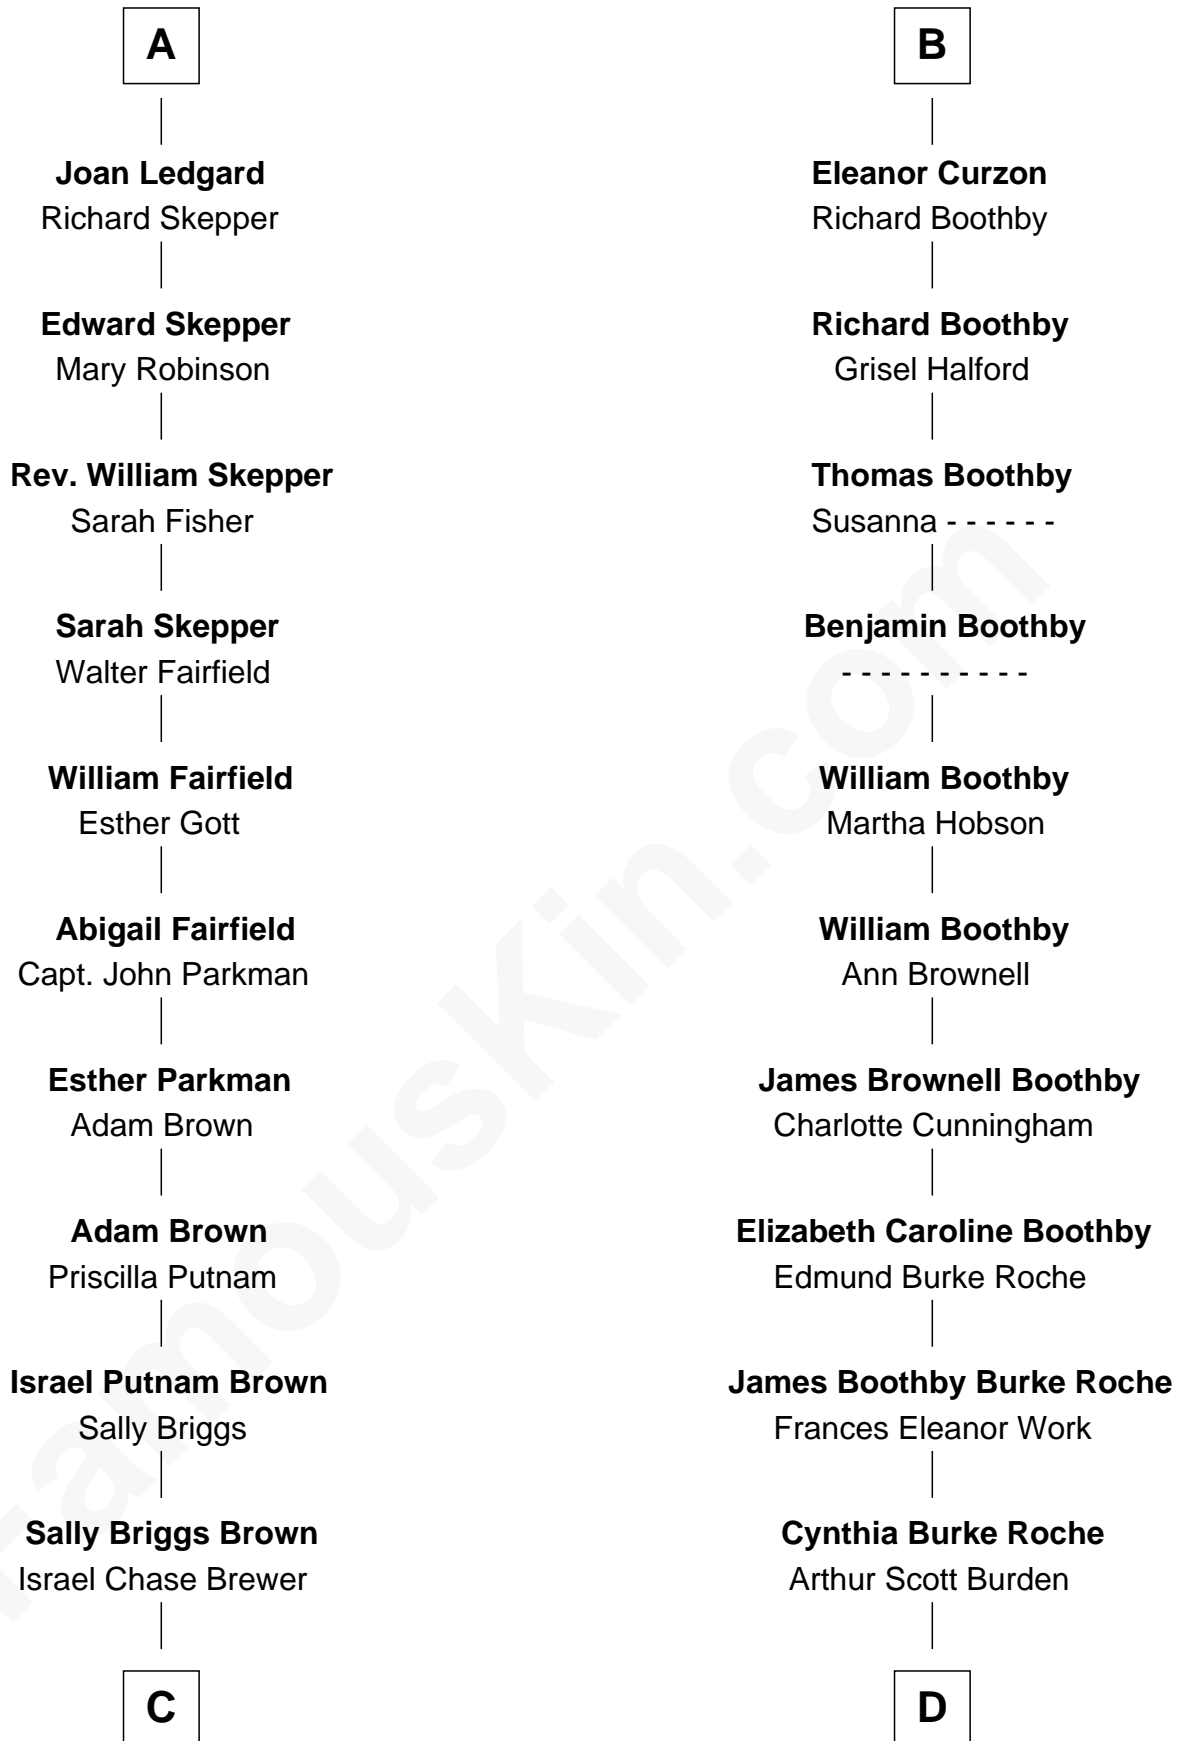 A
Joan Ledgard
Richard Skepper
Edward Skepper
Mary Robinson
Rev. William Skepper
Sarah Fisher
Sarah Skepper
Walter Fairfield
William Fairfield
Esther Gott
Abigail Fairfield
Capt. John Parkman
Esther Parkman
Adam Brown
Adam Brown
Priscilla Putnam
Israel Putnam Brown
Sally Briggs
Sally Briggs Brown
Israel Chase Brewer
C
B
Eleanor Curzon
Richard Boothby
Richard Boothby
Grisel Halford
Thomas Boothby
Susanna - - - - - -
Benjamin Boothby
- - - - - - - - - -
William Boothby
Martha Hobson
William Boothby
Ann Brownell
James Brownell Boothby
Charlotte Cunningham
Elizabeth Caroline Boothby
Edmund Burke Roche
James Boothby Burke Roche
Frances Eleanor Work
Cynthia Burke Roche
Arthur Scott Burden
D
FamousKin.com